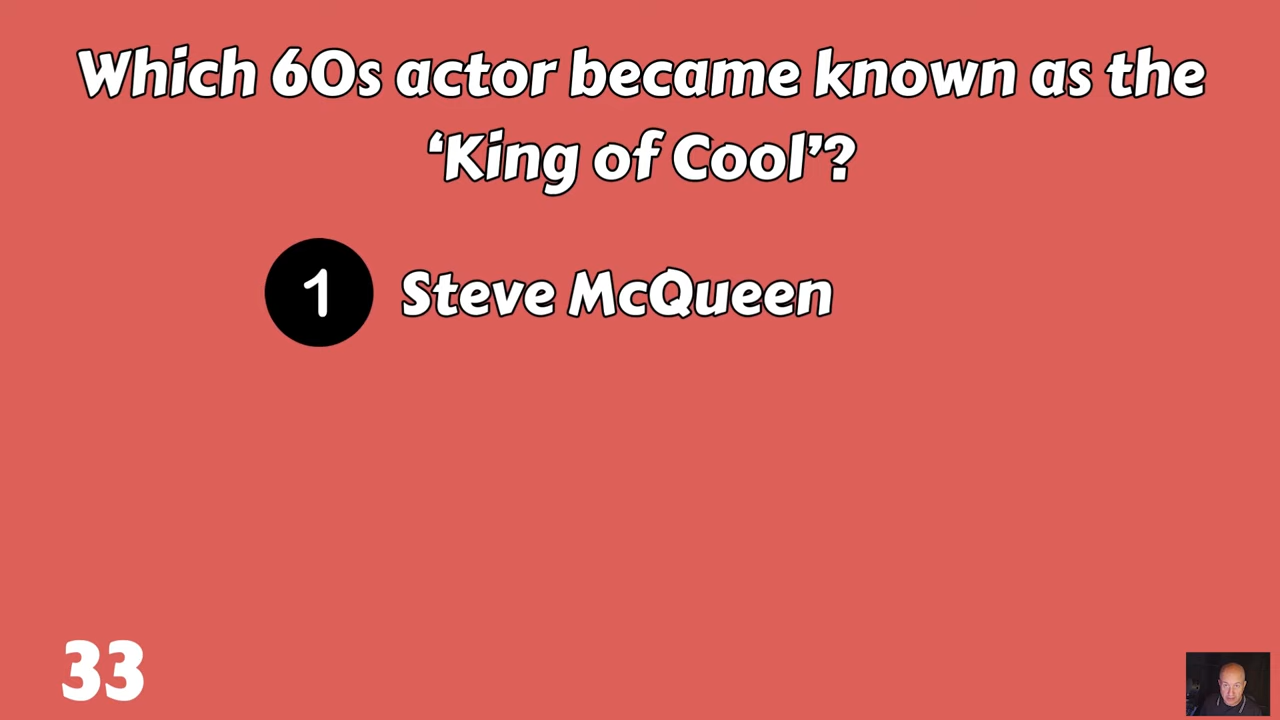 Which 60s actor became known as the
‘King of Cool’?
1 Steve McQueen
33